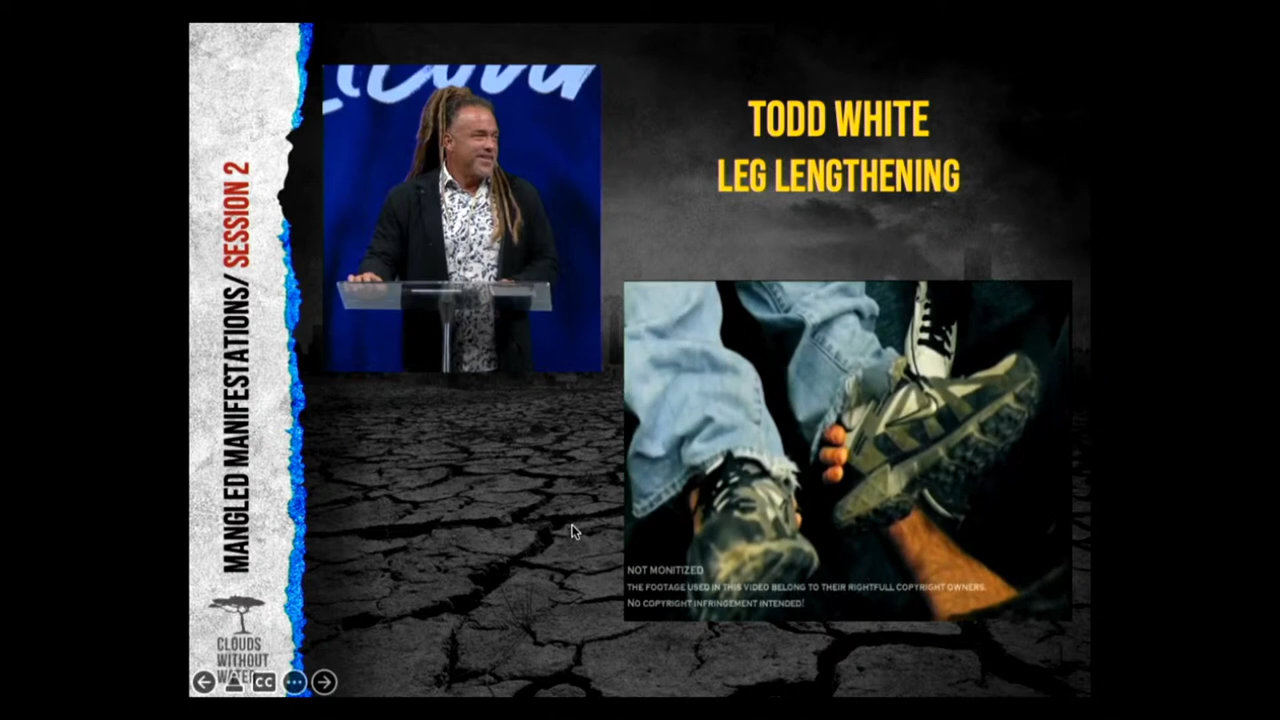 MANGLED MANIFESTATIONS/ SESSION 2
TODD WHITE
LEG LENGTHENING
NOT MONITIZED
THE FOOTAGE USED IN THIS VIDEO BELONG TO THEIR RIGHTFULL COPYRIGHT OWNERS.
NO COPYRIGHT INFRINGEMENT INTENDED!
CLOUDS
WITHOUT
WATER
CC